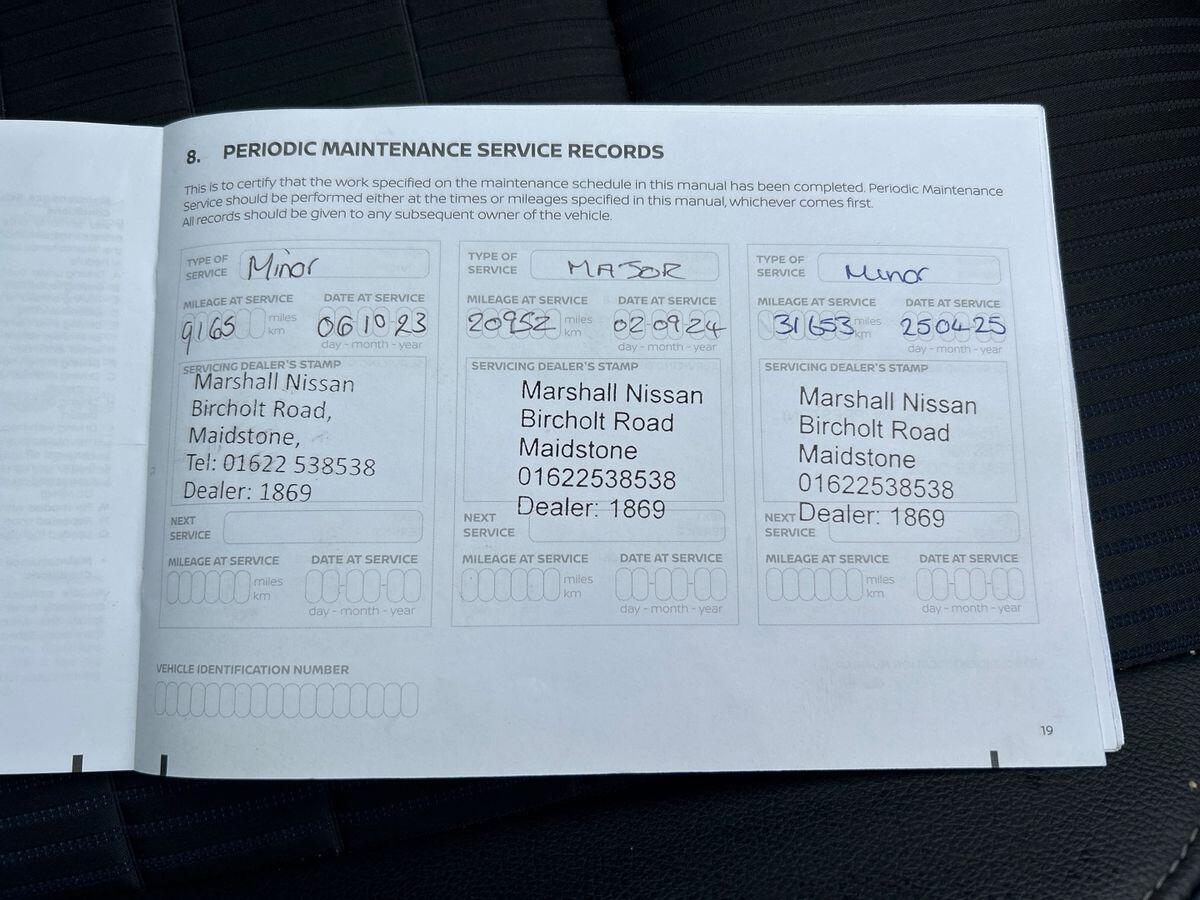 8. PERIODIC MAINTENANCE SERVICE RECORDS
This is to certify that the work specified on the maintenance schedule in this manual has been completed. Periodic Maintenance
Service should be performed either at the times or mileages specified in this manual, whichever comes first.
All records should be given to any subsequent owner of the vehicle.
TYPE OF
SERVICE Minor
MILEAGE AT SERVICE DATE AT SERVICE
9165 miles 06 10 23
km
day - month - year
SERVICING DEALER'S STAMP
Marshall Nissan
Bircholt Road,
Maidstone,
Tel: 01622 538538
Dealer: 1869
NEXT
SERVICE
MILEAGE AT SERVICE DATE AT SERVICE
miles
km
day - month - year
TYPE OF
SERVICE MAJOR
MILEAGE AT SERVICE DATE AT SERVICE
20952 miles 02-09-24
km
day - month - year
SERVICING DEALER'S STAMP
Marshall Nissan
Bircholt Road
Maidstone
01622538538
Dealer: 1869
NEXT
SERVICE
MILEAGE AT SERVICE DATE AT SERVICE
miles
km
day - month - year
TYPE OF
SERVICE Minor
MILEAGE AT SERVICE DATE AT SERVICE
31653 miles 25 04 25
km
day - month - year
SERVICING DEALER'S STAMP
Marshall Nissan
Bircholt Road
Maidstone
01622538538
Dealer: 1869
NEXT
SERVICE
MILEAGE AT SERVICE DATE AT SERVICE
miles
km
day - month - year
VEHICLE IDENTIFICATION NUMBER
19